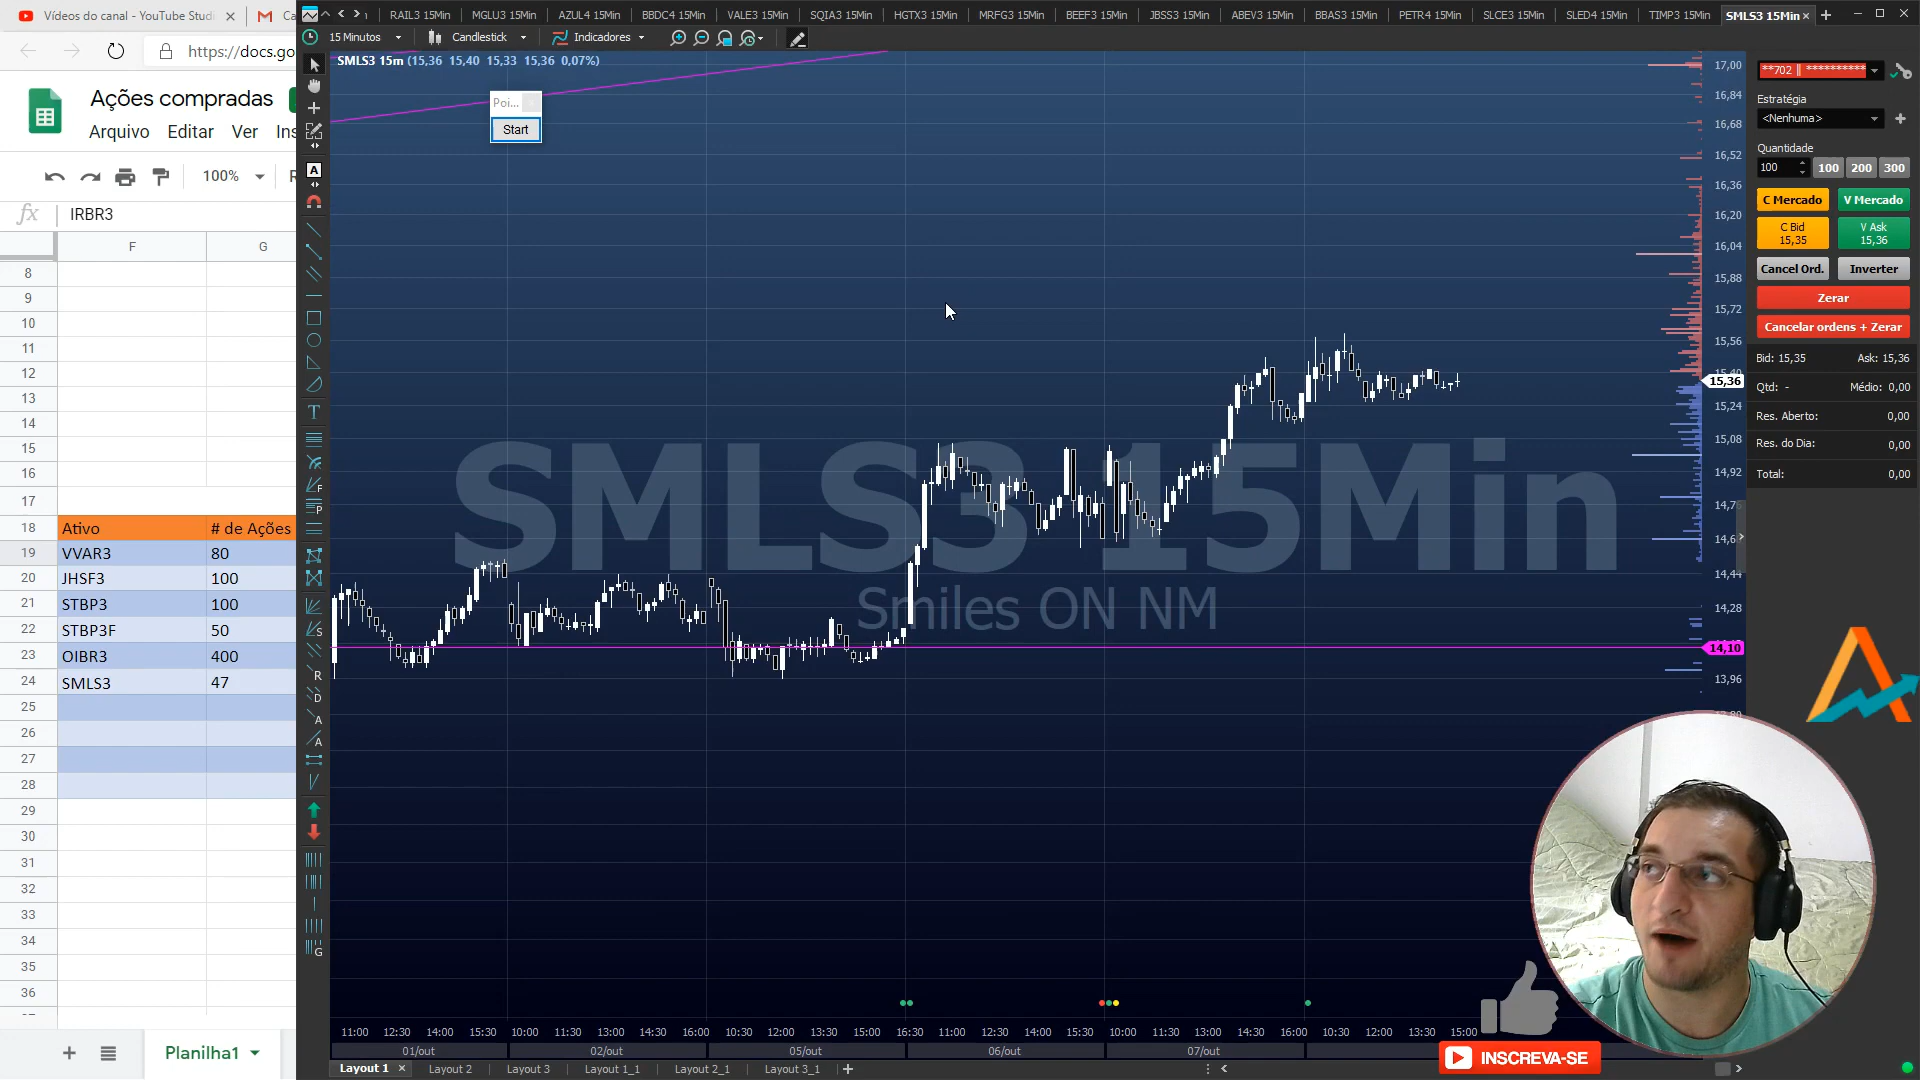 Vídeos do canal - YouTube Stud
https://docs.go
Ações compradas
Arquivo Editar Ver Ins
100%
fx IRBR3
F G
8
9
10
11
12
13
14
15
16
17
18 Ativo # de Ações
19 VVAR3 80
20 JHSF3 100
21 STBP3 100
22 STBP3F 50
23 OIBR3 400
24 SMLS3 47
25
26
27
28
29
30
31
32
33
34
35
36
Planilha1
RAIL3 15Min MGLU3 15Min AZUL4 15Min BBDC4 15Min VALE3 15Min SQIA3 15Min HGTX3 15Min MRFG3 15Min BEEF3 15Min JBSS3 15Min ABEV3 15Min BBAS3 15Min PETR4 15Min SLCE3 15Min SLED4 15Min TIMP3 15Min SMLS3 15Min
15 Minutos Candlestick Indicadores
SMLS3 15m (15,36 15,40 15,33 15,36 0,07%)
Poi...
Start
SMLS3 15Min
Smiles ON NM
17,00
16,84
16,68
16,52
16,36
16,20
16,04
15,88
15,72
15,56
15,36
15,24
15,08
14,92
14,44
14,28
14,10
13,96
11:00 12:30 14:00 15:30 10:00 11:30 13:00 14:30 16:00 10:30 12:00 13:30 15:00 16:30 11:00 12:30 14:00 15:30 10:00 11:30 13:00 14:30 16:00 10:30 12:00 13:30 15:00
01/out 02/out 05/out 06/out 07/out
Layout 1 Layout 2 Layout 3 Layout 1_1 Layout 2_1 Layout 3_1
**702 || **********
Estratégia
<Nenhuma>
Quantidade
100 100 200 300
C Mercado V Mercado
C Bid V Ask
15,35 15,36
Cancel Ord. Inverter
Zerar
Cancelar ordens + Zerar
Bid: 15,35 Ask: 15,36
Qtd: - Médio: 0,00
Res. Aberto: 0,00
Res. do Dia: 0,00
Total: 0,00
INSCREVA-SE